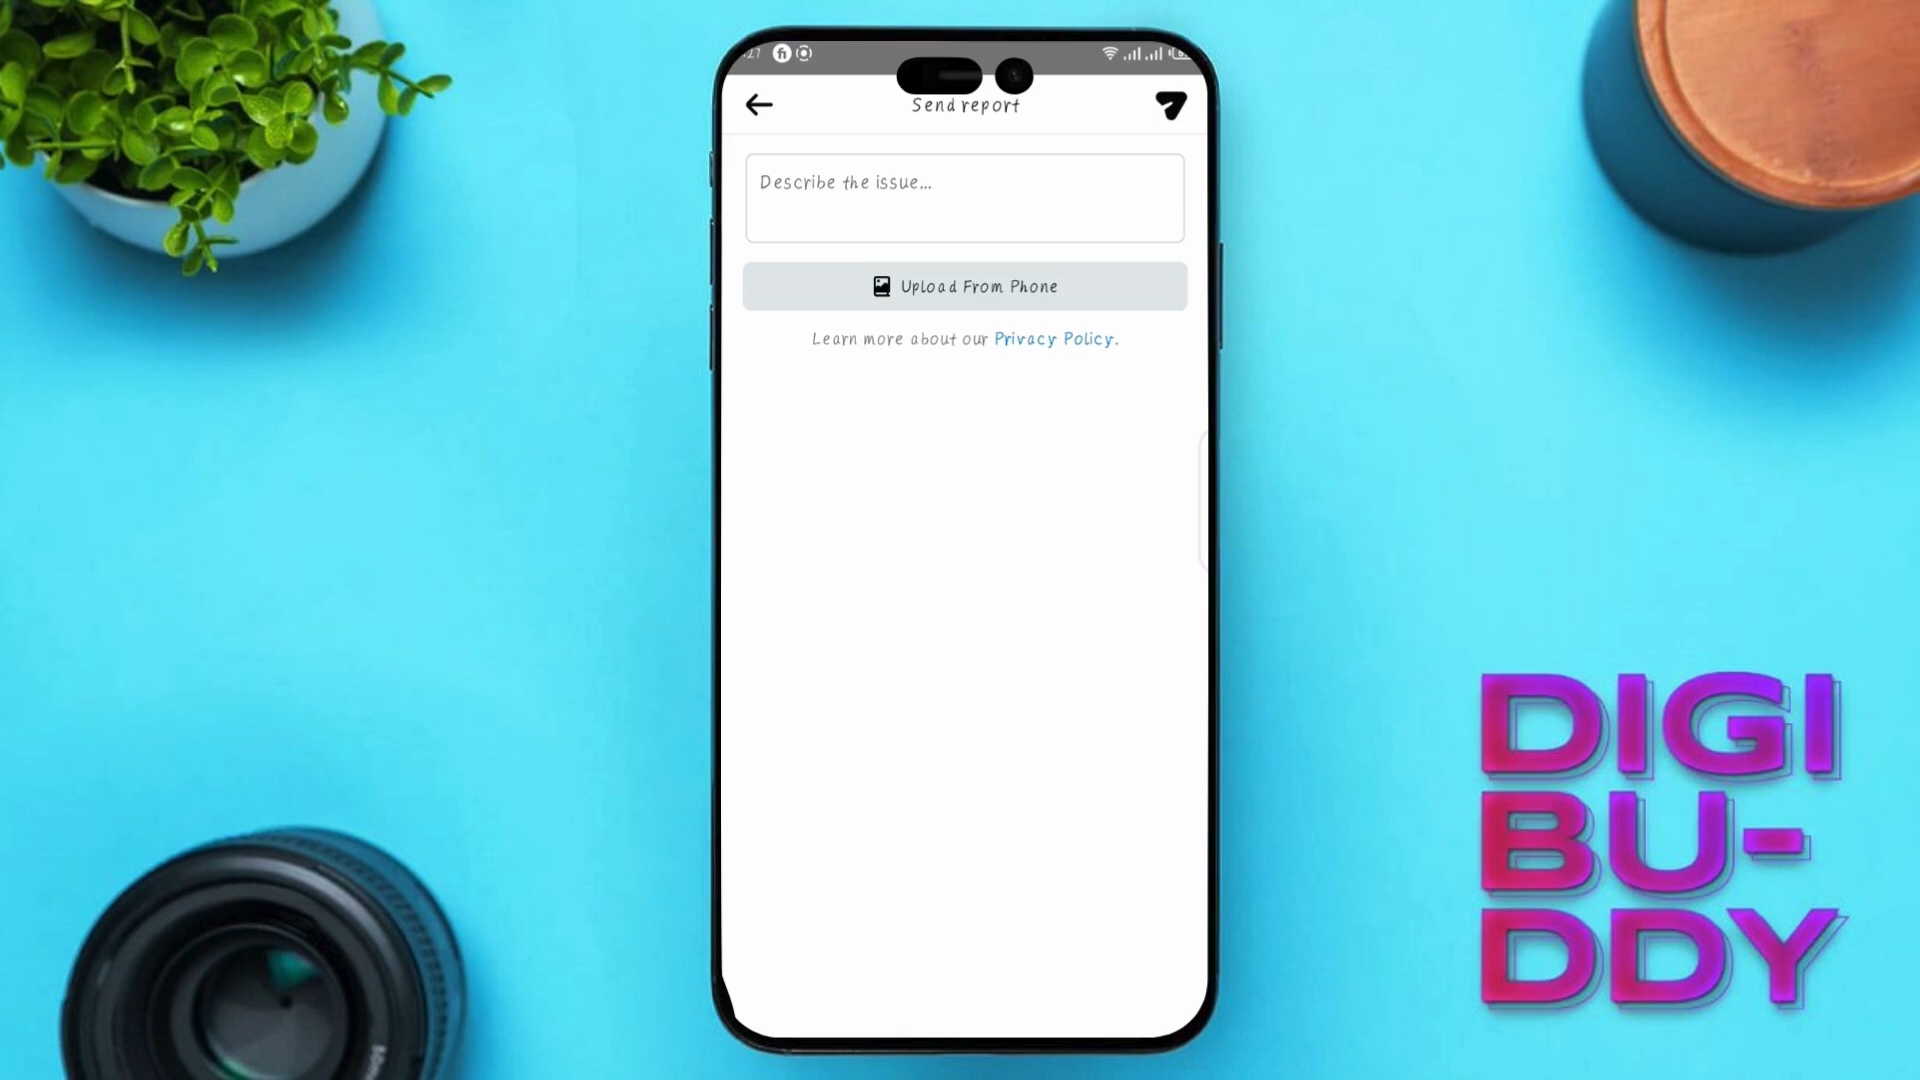 Send report
Describe the issue...
Upload From Phone
Learn more about our Privacy Policy.
DIGI
BU-
DDY